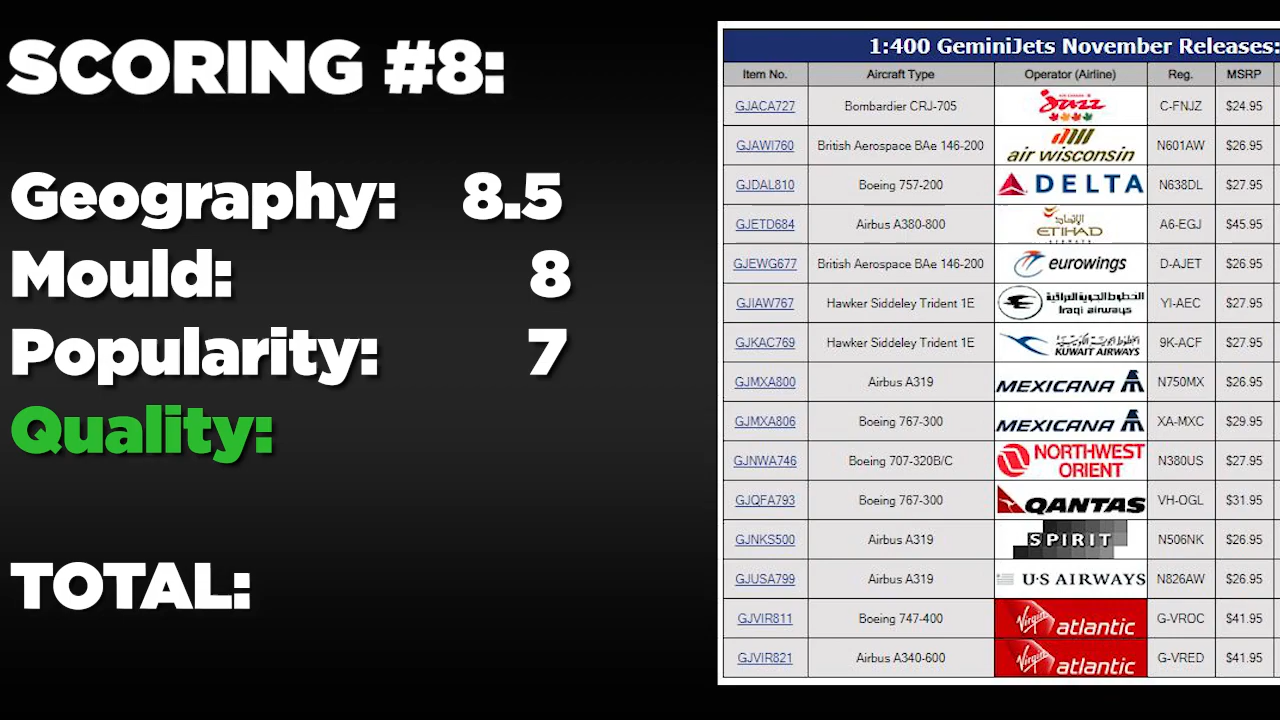 SCORING #8:
Geography: 8.5
Mould: 8
Popularity: 7
Quality:
TOTAL:
1:400 GeminiJets November Releases:
Item No. Aircraft Type Operator (Airline) Reg. MSRP
GJACA727 Bombardier CRJ-705 Jazz C-FNJZ $24.95
GJAWI760 British Aerospace BAe 146-200 air wisconsin N601AW $26.95
GJDAL810 Boeing 757-200 DELTA N638DL $27.95
GJETD684 Airbus A380-800 الإتحاد ETIHAD AIRWAYS A6-EGJ $45.95
GJEWG677 British Aerospace BAe 146-200 eurowings D-AJET $26.95
GJIAW767 Hawker Siddeley Trident 1E الخطوط الجوية العراقية Iraqi airways YI-AEC $27.95
GJKAC769 Hawker Siddeley Trident 1E الخطوط الجوية الكويتية KUWAIT AIRWAYS 9K-ACF $27.95
GJMXA800 Airbus A319 MEXICANA N750MX $26.95
GJMXA806 Boeing 767-300 MEXICANA XA-MXC $29.95
GJNWA746 Boeing 707-320B/C NORTHWEST ORIENT N380US $27.95
GJQFA793 Boeing 767-300 QANTAS VH-OGL $31.95
GJNKS500 Airbus A319 SPIRIT N506NK $26.95
GJUSA799 Airbus A319 U·S AIRWAYS N826AW $26.95
GJVIR811 Boeing 747-400 Virgin atlantic G-VROC $41.95
GJVIR821 Airbus A340-600 Virgin atlantic G-VRED $41.95